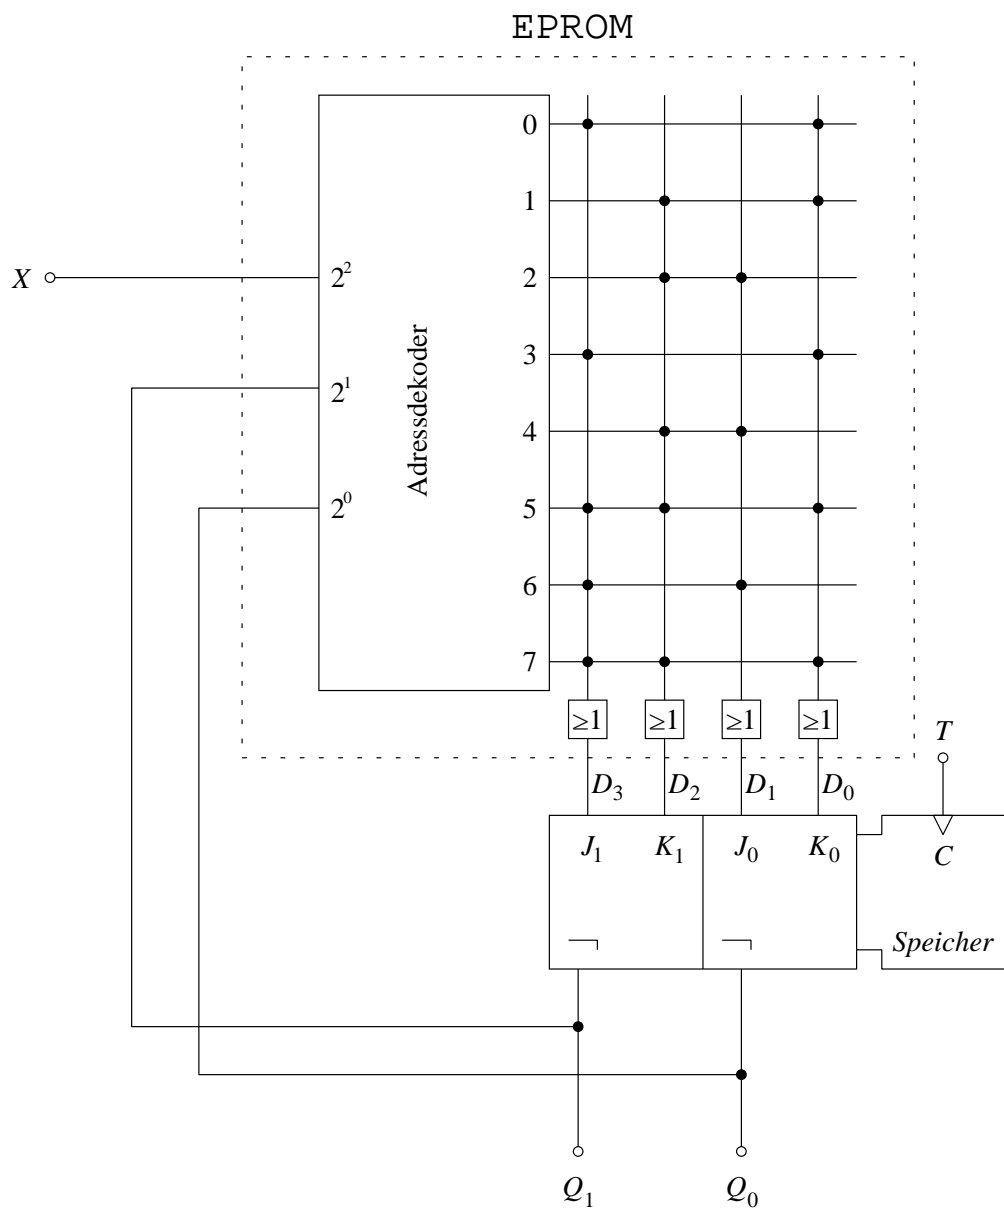 EPROM
0
1
X 2² 2
Adressdekoder
3
2¹
4
2⁰ 5
6
7
≥1 ≥1 ≥1 ≥1
T
D₃ D₂ D₁ D₀
J₁ K₁ J₀ K₀ C
Speicher
Q₁ Q₀